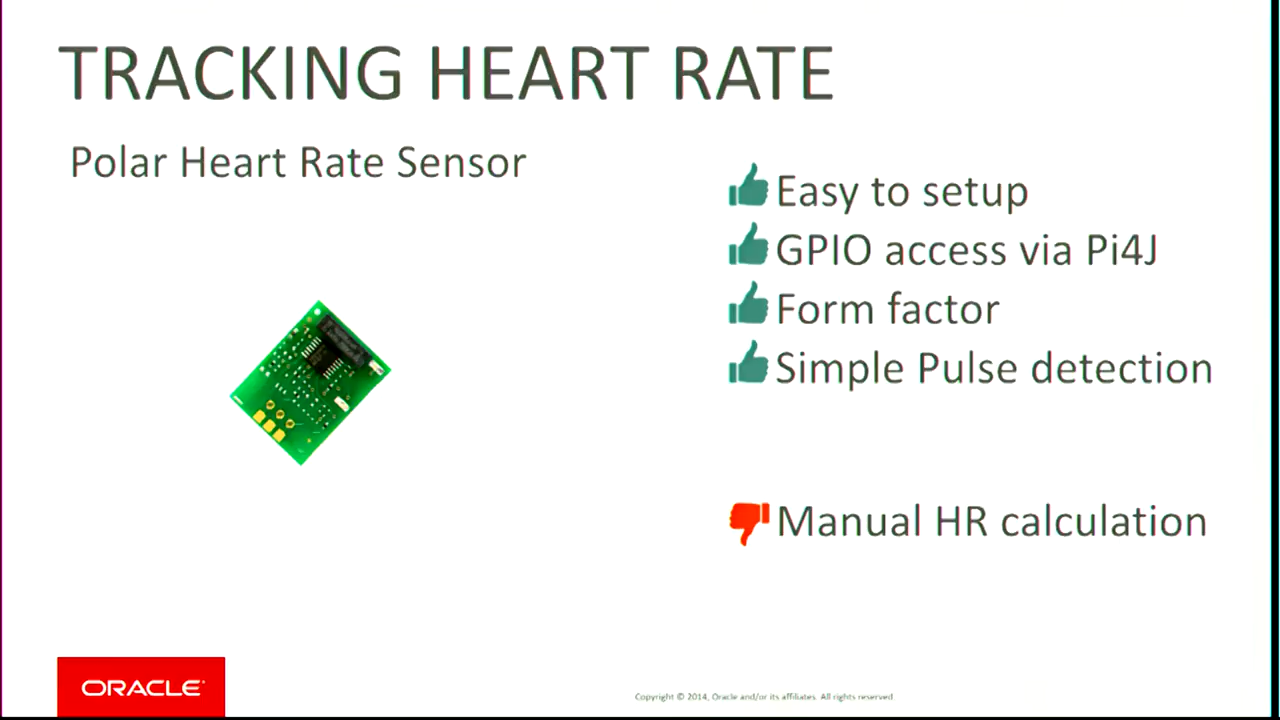 TRACKING HEART RATE
Polar Heart Rate Sensor
Easy to setup
GPIO access via Pi4J
Form factor
Simple Pulse detection
Manual HR calculation
ORACLE
Copyright © 2014, Oracle and/or its affiliates. All rights reserved.